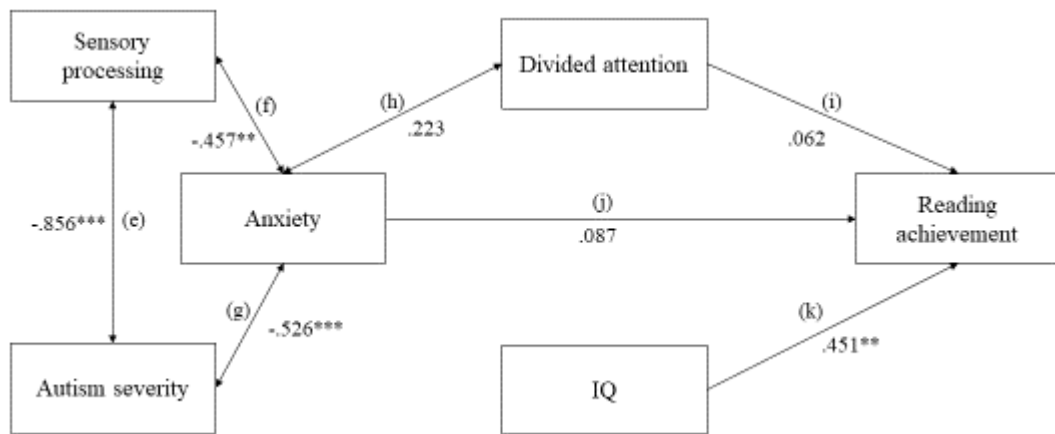 Sensory
processing
Divided attention
(f)
(h)
(i)
-.457**
.223
.062
Anxiety
(j)
.087
Reading
achievement
-.856***
(e)
(g)
-.526***
(k)
.451**
Autism severity
IQ